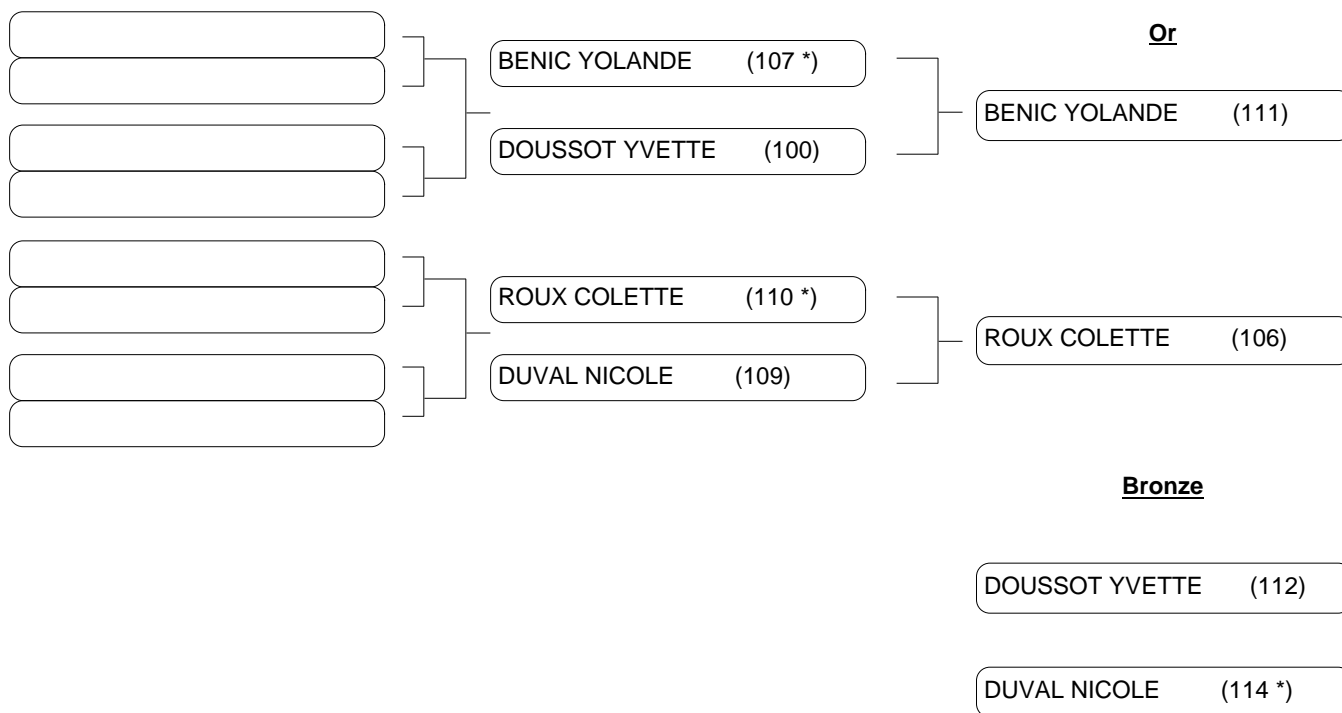 Or
BENIC YOLANDE (107 *)
DOUSSOT YVETTE (100)
BENIC YOLANDE (111)
ROUX COLETTE (110 *)
DUVAL NICOLE (109)
ROUX COLETTE (106)
Bronze
DOUSSOT YVETTE (112)
DUVAL NICOLE (114 *)